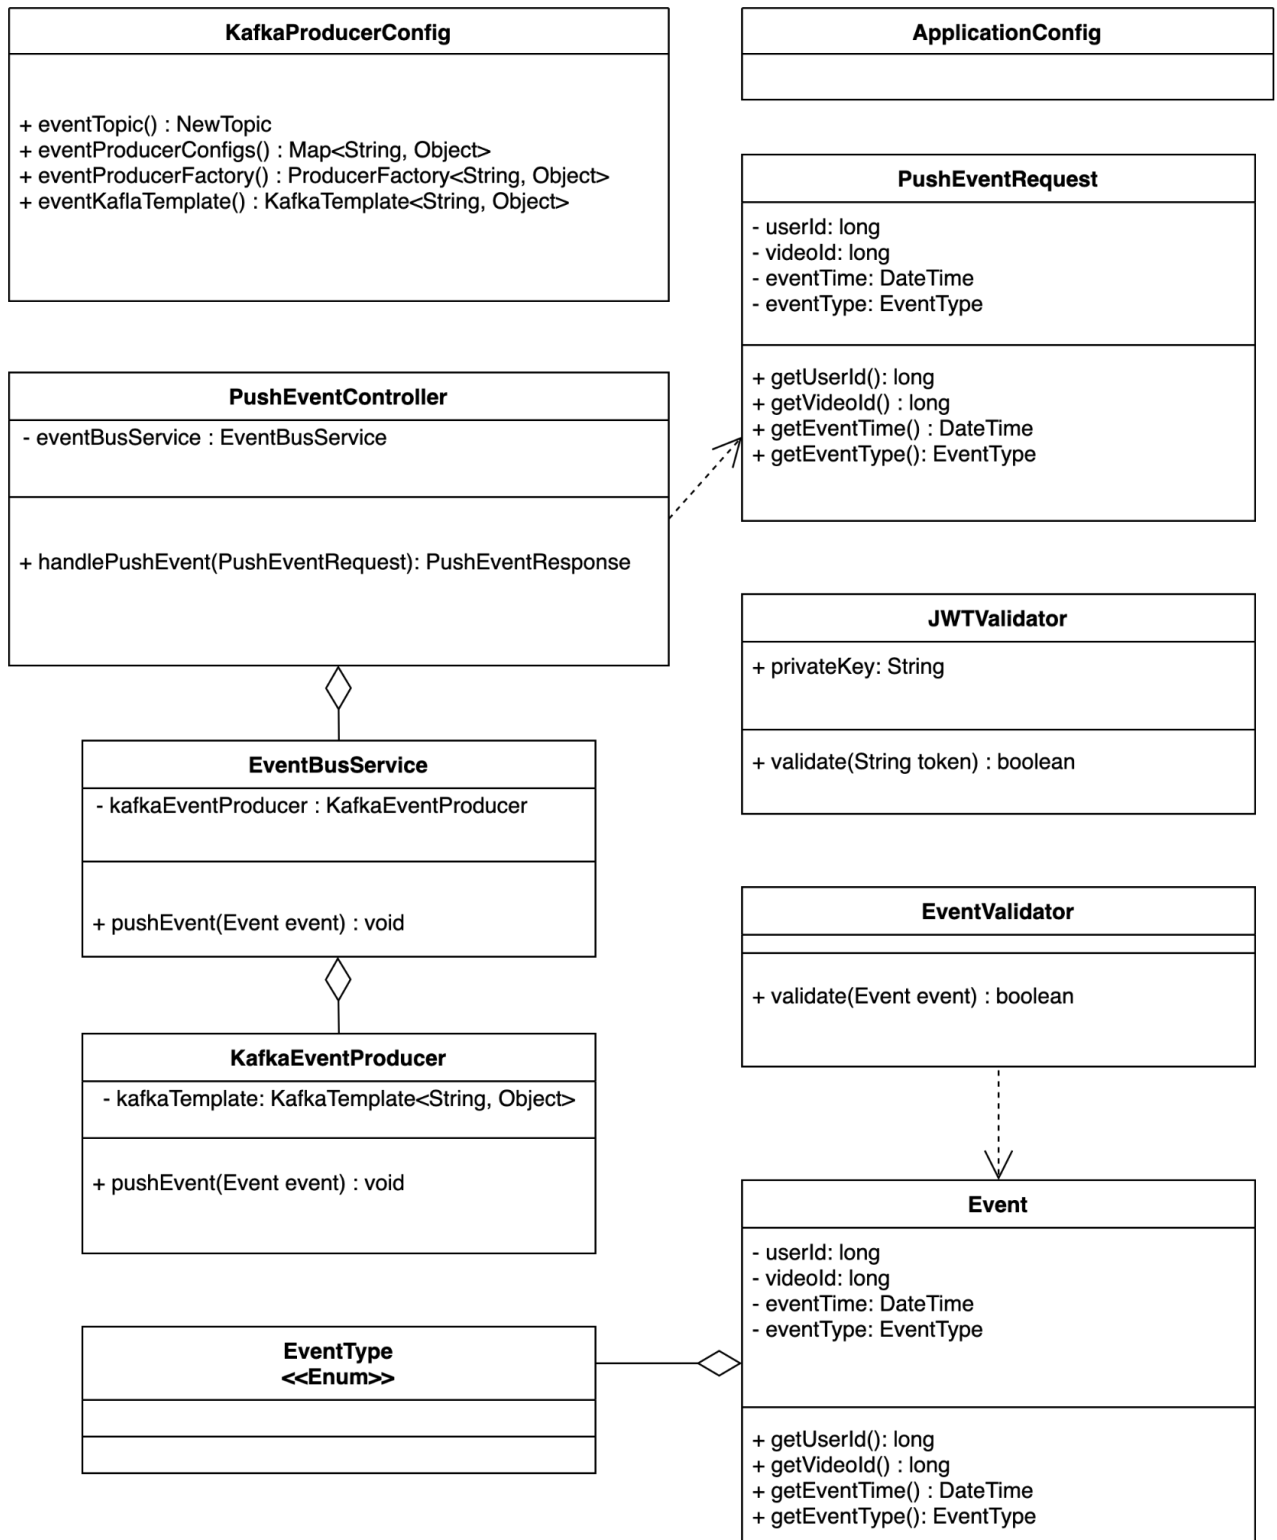 KafkaProducerConfig
+ eventTopic() : NewTopic
+ eventProducerConfigs() : Map<String, Object>
+ eventProducerFactory() : ProducerFactory<String, Object>
+ eventKaflaTemplate() : KafkaTemplate<String, Object>
ApplicationConfig
PushEventRequest
- userId: long
- videoId: long
- eventTime: DateTime
- eventType: EventType
+ getUserId(): long
+ getVideoId() : long
+ getEventTime() : DateTime
+ getEventType(): EventType
PushEventController
- eventBusService : EventBusService
+ handlePushEvent(PushEventRequest): PushEventResponse
JWTValidator
+ privateKey: String
+ validate(String token) : boolean
EventBusService
- kafkaEventProducer : KafkaEventProducer
+ pushEvent(Event event) : void
EventValidator
+ validate(Event event) : boolean
KafkaEventProducer
- kafkaTemplate: KafkaTemplate<String, Object>
+ pushEvent(Event event) : void
Event
- userId: long
- videoId: long
- eventTime: DateTime
- eventType: EventType
+ getUserId(): long
+ getVideoId() : long
+ getEventTime() : DateTime
+ getEventType(): EventType
EventType
<<Enum>>